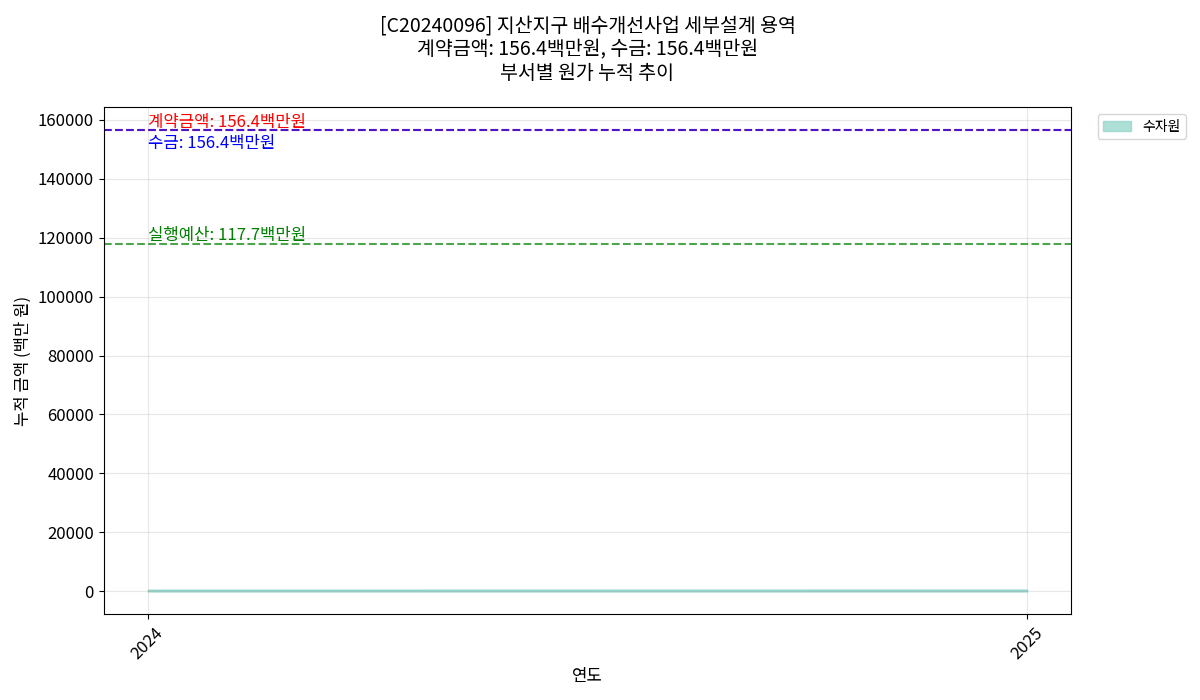 [C20240096] 지산지구 배수개선사업 세부설계 용역
계약금액: 156.4백만원, 수금: 156.4백만원
부서별 원가 누적 추이
160000
140000
120000
100000
80000
60000
40000
20000
0
누적 금액 (백만 원)
계약금액: 156.4백만원
수금: 156.4백만원
실행예산: 117.7백만원
수자원
2024
2025
연도